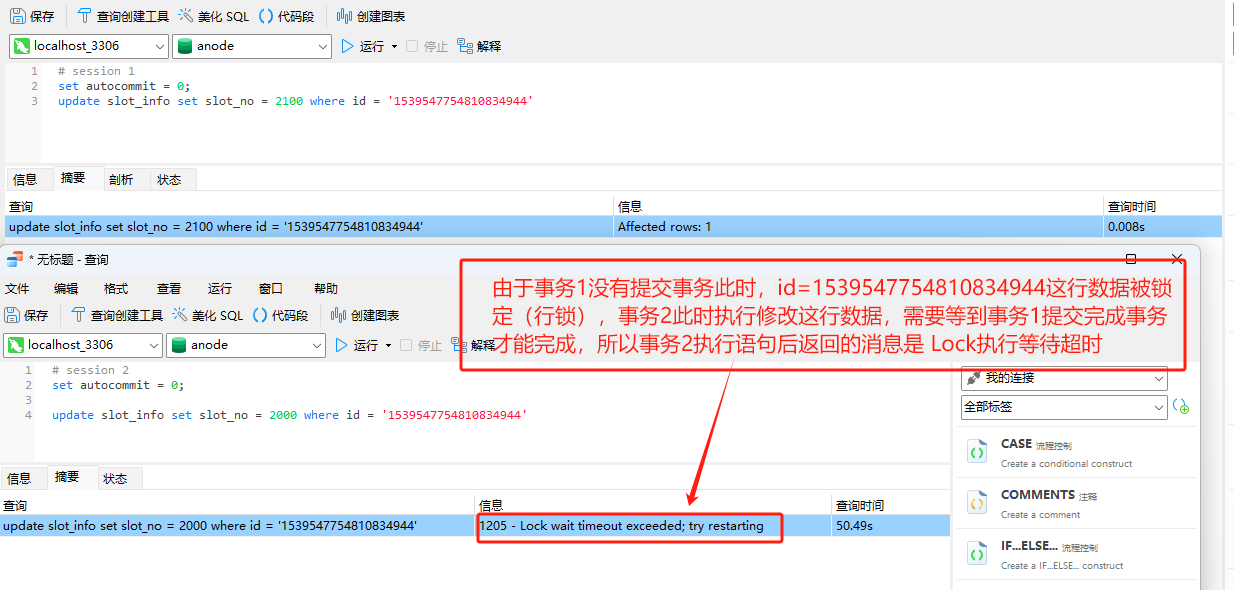 保存 查询创建工具 美化 SQL () 代码段 创建图表
localhost_3306 anode 运行 停止 解释
1 # session 1
2 set autocommit = 0;
3 update slot_info set slot_no = 2100 where id = '1539547754810834944'
信息 摘要 剖析 状态
查询 信息 查询时间
update slot_info set slot_no = 2100 where id = '1539547754810834944' Affected rows: 1 0.008s
* 无标题 - 查询
文件 编辑 格式 查看 运行 窗口 帮助
保存 查询创建工具 美化 SQL () 代码段 创建图表
localhost_3306 anode 运行 停止 解释
由于事务1没有提交事务此时，id=1539547754810834944这行数据被锁
定（行锁），事务2此时执行修改这行数据，需要等到事务1提交完成事务
才能完成，所以事务2执行语句后返回的消息是 Lock执行等待超时
1 # session 2
2 set autocommit = 0;
3
4 update slot_info set slot_no = 2000 where id = '1539547754810834944'
信息 摘要 状态
查询 信息 查询时间
update slot_info set slot_no = 2000 where id = '1539547754810834944' 1205 - Lock wait timeout exceeded; try restarting 50.49s
我的连接
全部标签
CASE 流程控制
Create a conditional construct
COMMENTS 注释
Create a comment
IF...ELSE... 流程控制
Create a IF...ELSE... construct